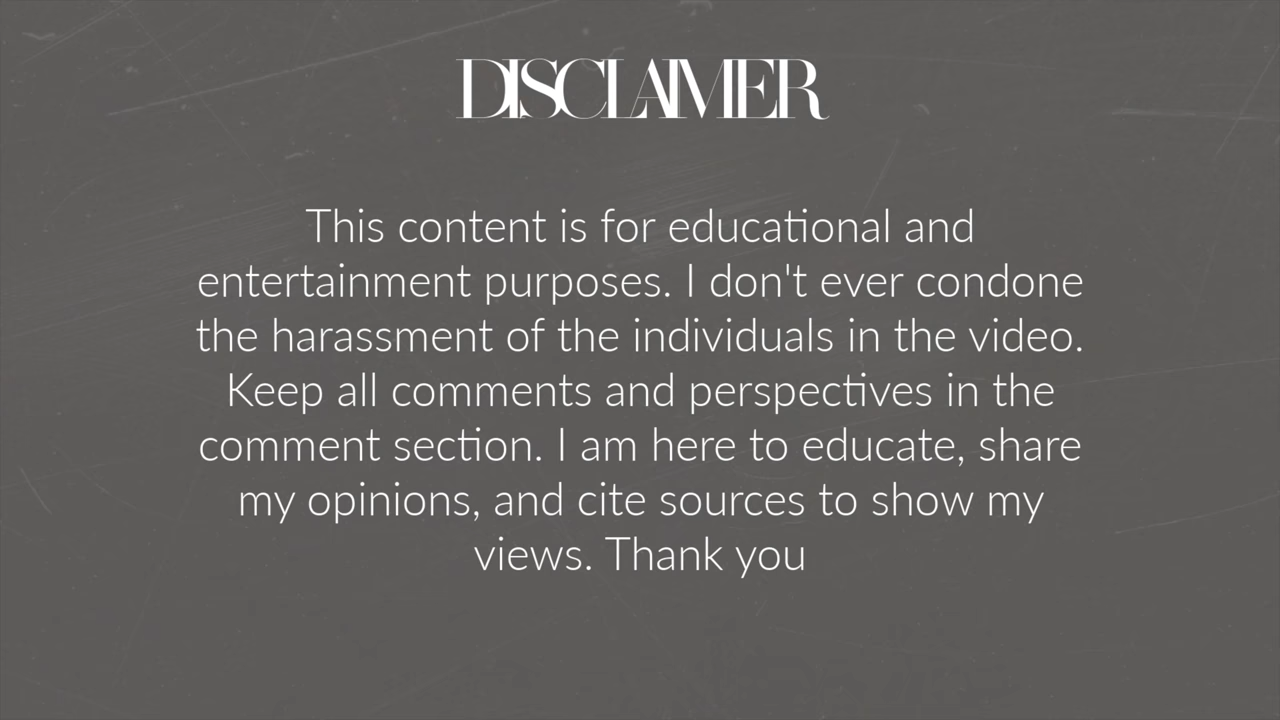 DISCLAIMER
This content is for educational and
entertainment purposes. I don't ever condone
the harassment of the individuals in the video.
Keep all comments and perspectives in the
comment section. I am here to educate, share
my opinions, and cite sources to show my
views. Thank you